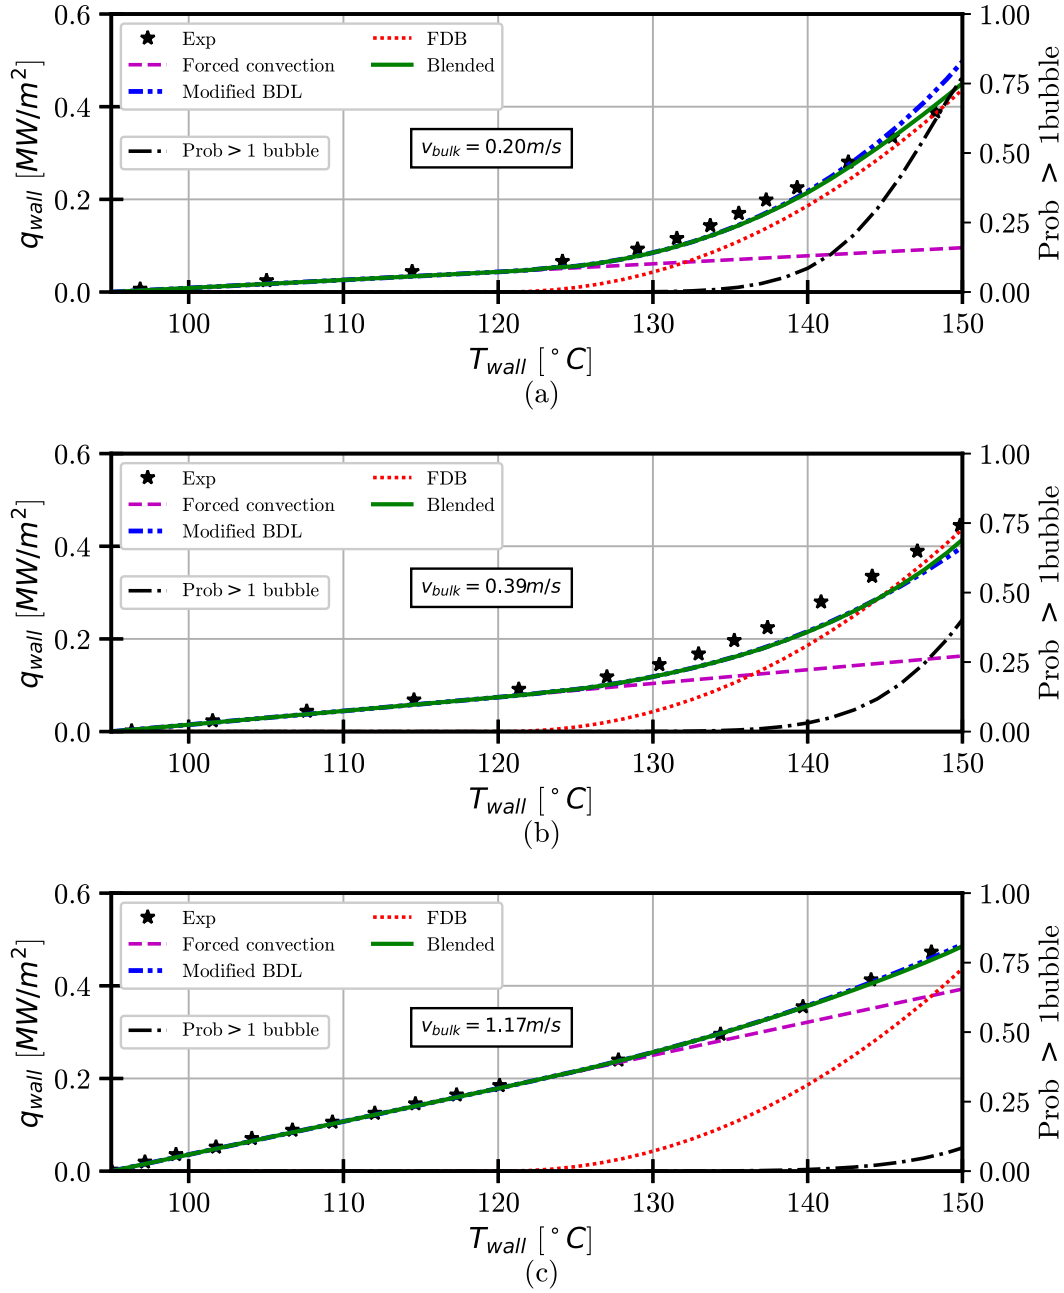 0.6
0.4
0.2
0.0
q_wall [MW/m²]
Exp
Forced convection
Modified BDL
FDB
Blended
Prob > 1 bubble
v_bulk = 0.20m/s
1.00
0.75
0.50
0.25
0.00
Prob > 1bubble
100 110 120 130 140 150
T_wall [°C]
(a)
0.6
0.4
0.2
0.0
q_wall [MW/m²]
Exp
Forced convection
Modified BDL
FDB
Blended
Prob > 1 bubble
v_bulk = 0.39m/s
1.00
0.75
0.50
0.25
0.00
Prob > 1bubble
100 110 120 130 140 150
T_wall [°C]
(b)
0.6
0.4
0.2
0.0
q_wall [MW/m²]
Exp
Forced convection
Modified BDL
FDB
Blended
Prob > 1 bubble
v_bulk = 1.17m/s
1.00
0.75
0.50
0.25
0.00
Prob > 1bubble
100 110 120 130 140 150
T_wall [°C]
(c)